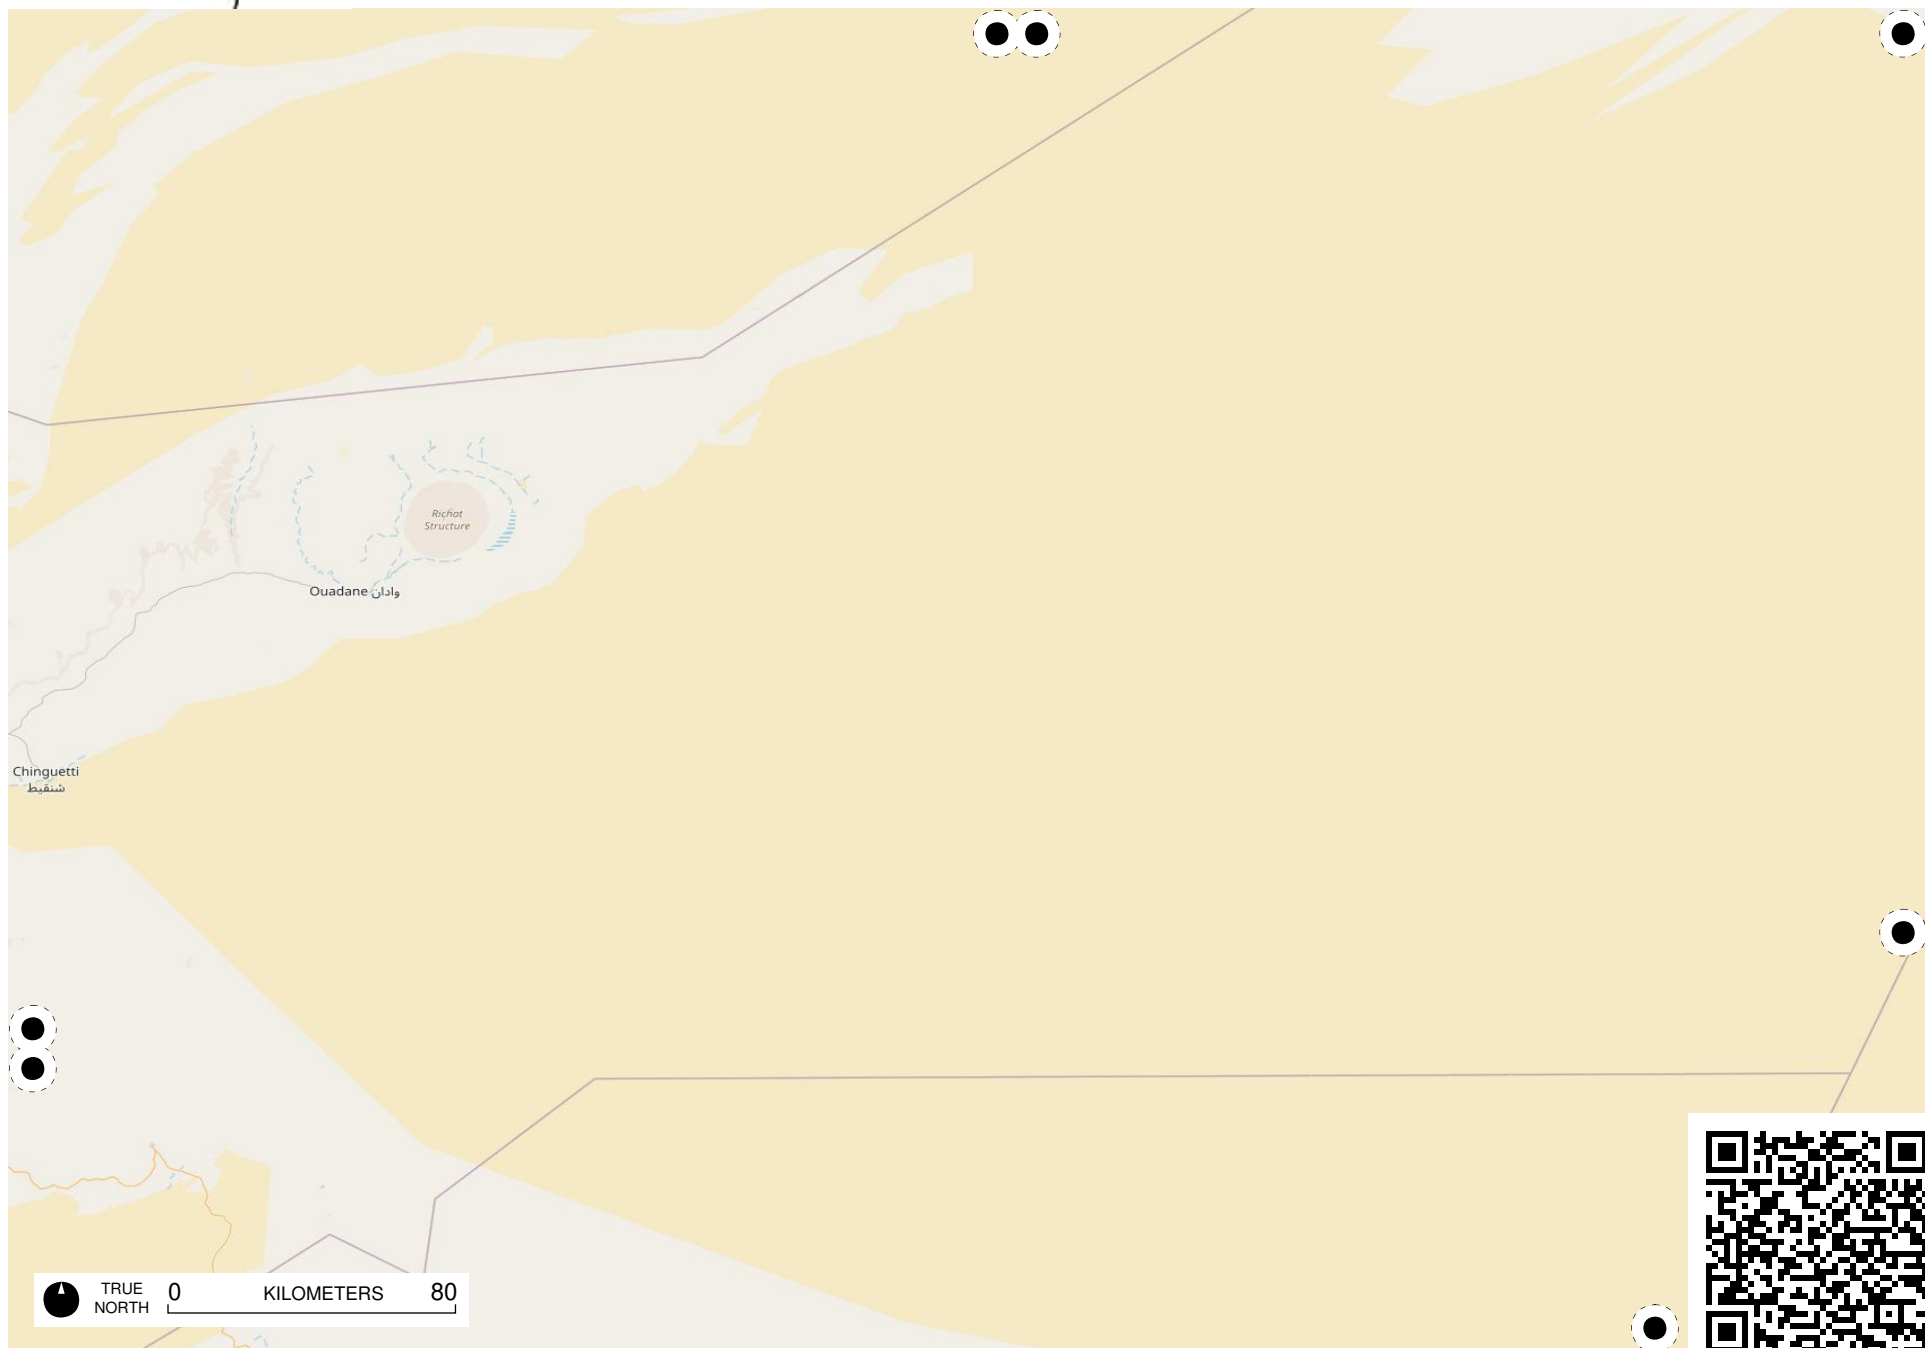 Richat
Structure
Ouadane وادان
Chinguetti
شنقيط
TRUE
NORTH
0 KILOMETERS 80